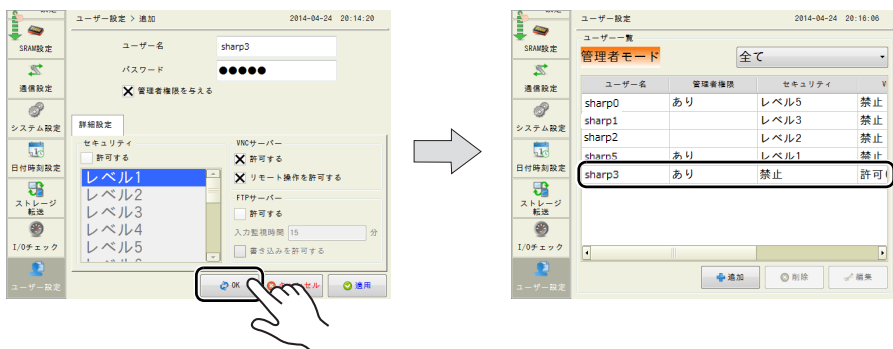 設定
SRAM設定
通信設定
システム設定
日付時刻設定
ストレージ
転送
I/Oチェック
ユーザー設定
ユーザー設定 > 追加
2014-04-24 20:14:20
ユーザー名
sharp3
パスワード
●●●●●
管理者権限を与える
詳細設定
セキュリティ
許可する
レベル1
レベル2
レベル3
レベル4
レベル5
VNCサーバー
許可する
リモート操作を許可する
FTPサーバー
許可する
入力監視時間 15 分
書き込みを許可する
OK
セル
適用
SRAM設定
通信設定
システム設定
日付時刻設定
ストレージ
転送
I/Oチェック
ユーザー設定
ユーザー設定
2014-04-24 20:16:06
ユーザー一覧
管理者モード
全て
ユーザー名 管理者権限 セキュリティ V
sharp0 あり レベル5 禁止
sharp1 レベル3 禁止
sharp2 レベル2 禁止
sharp5 あり レベル1 禁止
sharp3 あり 禁止 許可(
追加
削除
編集